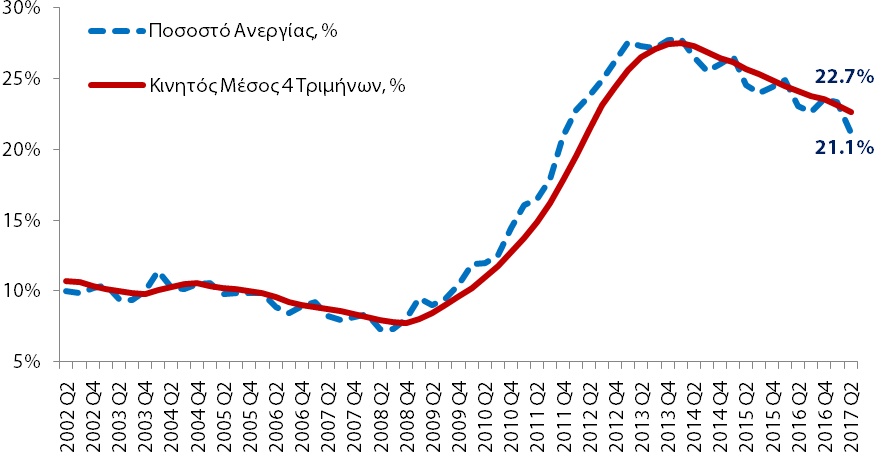 30%
25%
20%
15%
10%
5%
Ποσοστό Ανεργίας, %
Κινητός Μέσος 4 Τριμήνων, %
22.7%
21.1%
2002 Q2
2002 Q4
2003 Q2
2003 Q4
2004 Q2
2004 Q4
2005 Q2
2005 Q4
2006 Q2
2006 Q4
2007 Q2
2007 Q4
2008 Q2
2008 Q4
2009 Q2
2009 Q4
2010 Q2
2010 Q4
2011 Q2
2011 Q4
2012 Q2
2012 Q4
2013 Q2
2013 Q4
2014 Q2
2014 Q4
2015 Q2
2015 Q4
2016 Q2
2016 Q4
2017 Q2